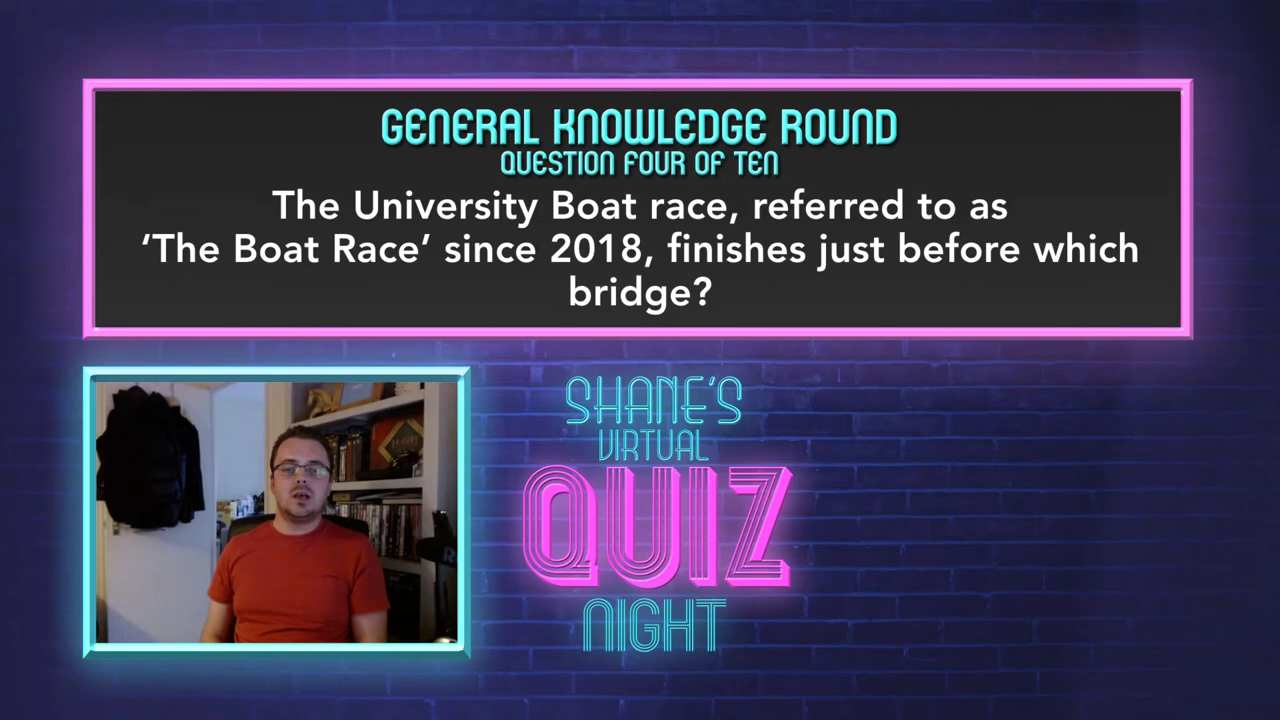 GENERAL KNOWLEDGE ROUND
QUESTION FOUR OF TEN
The University Boat race, referred to as
‘The Boat Race’ since 2018, finishes just before which
bridge?
SHANE'S
VIRTUAL
QUIZ
NIGHT